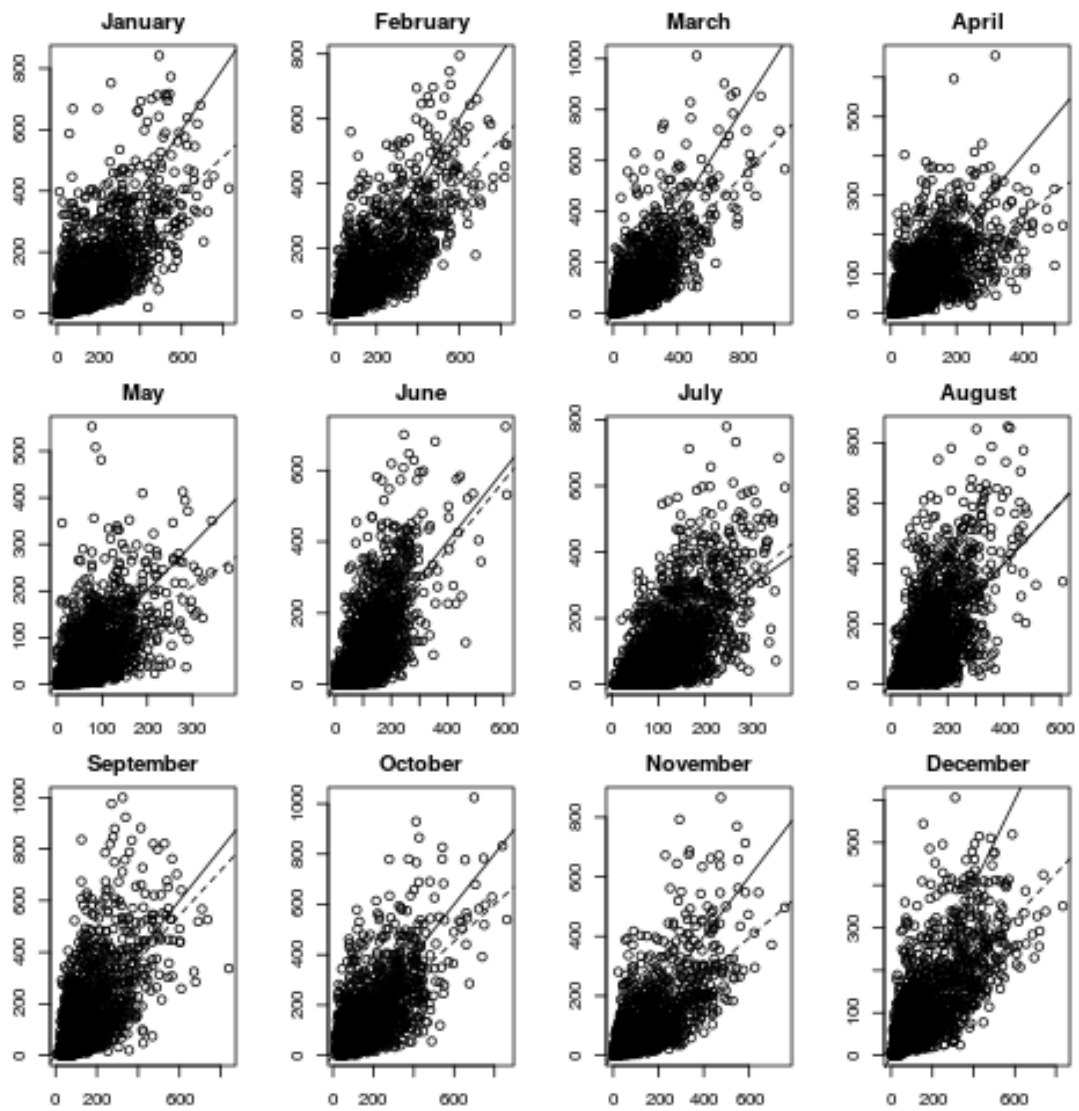 January February March April
0 200 400 600 800
0 200 600
0 200 400 600 800
0 200 600
0 200 400 600 800 1000
0 400 800
0 100 300 500
0 200 400
May June July August
0 100 200 300 400 500
0 100 300
0 200 400 600
0 200 400 600
0 200 400 600 800
0 100 300
0 200 400 600 800
0 200 400 600
September October November December
0 200 400 600 800 1000
0 200 600
0 200 400 600 800 1000
0 200 600
0 200 400 600 800
0 200 600
0 100 300 500
0 200 600